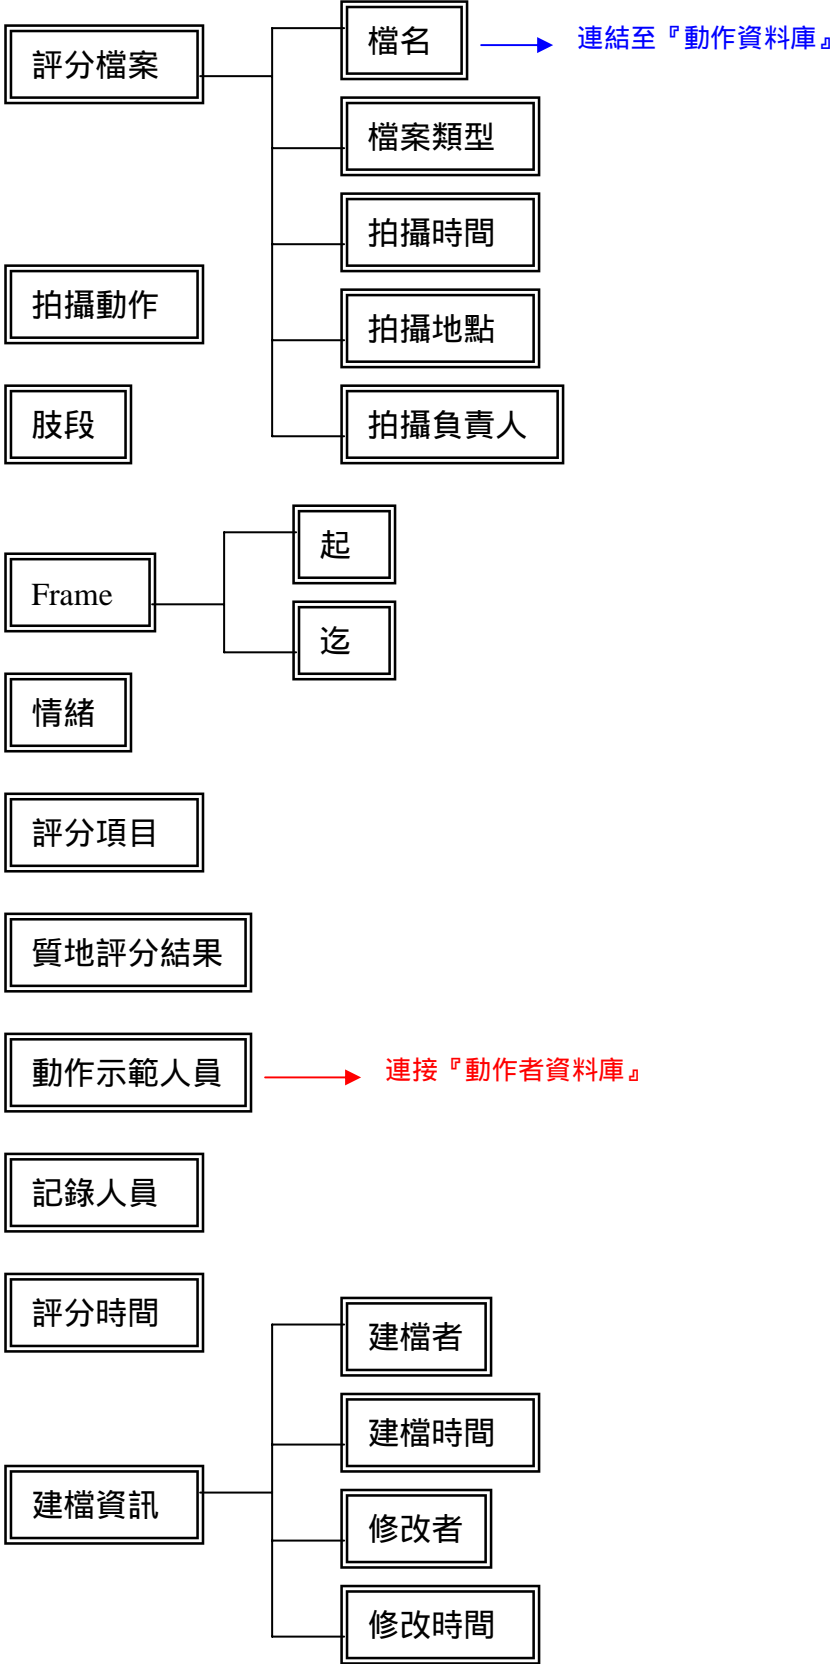 評分檔案
檔名
連結至『動作資料庫』
檔案類型
拍攝時間
拍攝地點
拍攝負責人
拍攝動作
肢段
Frame
起
迄
情緒
評分項目
質地評分結果
動作示範人員
連接『動作者資料庫』
記錄人員
評分時間
建檔資訊
建檔者
建檔時間
修改者
修改時間